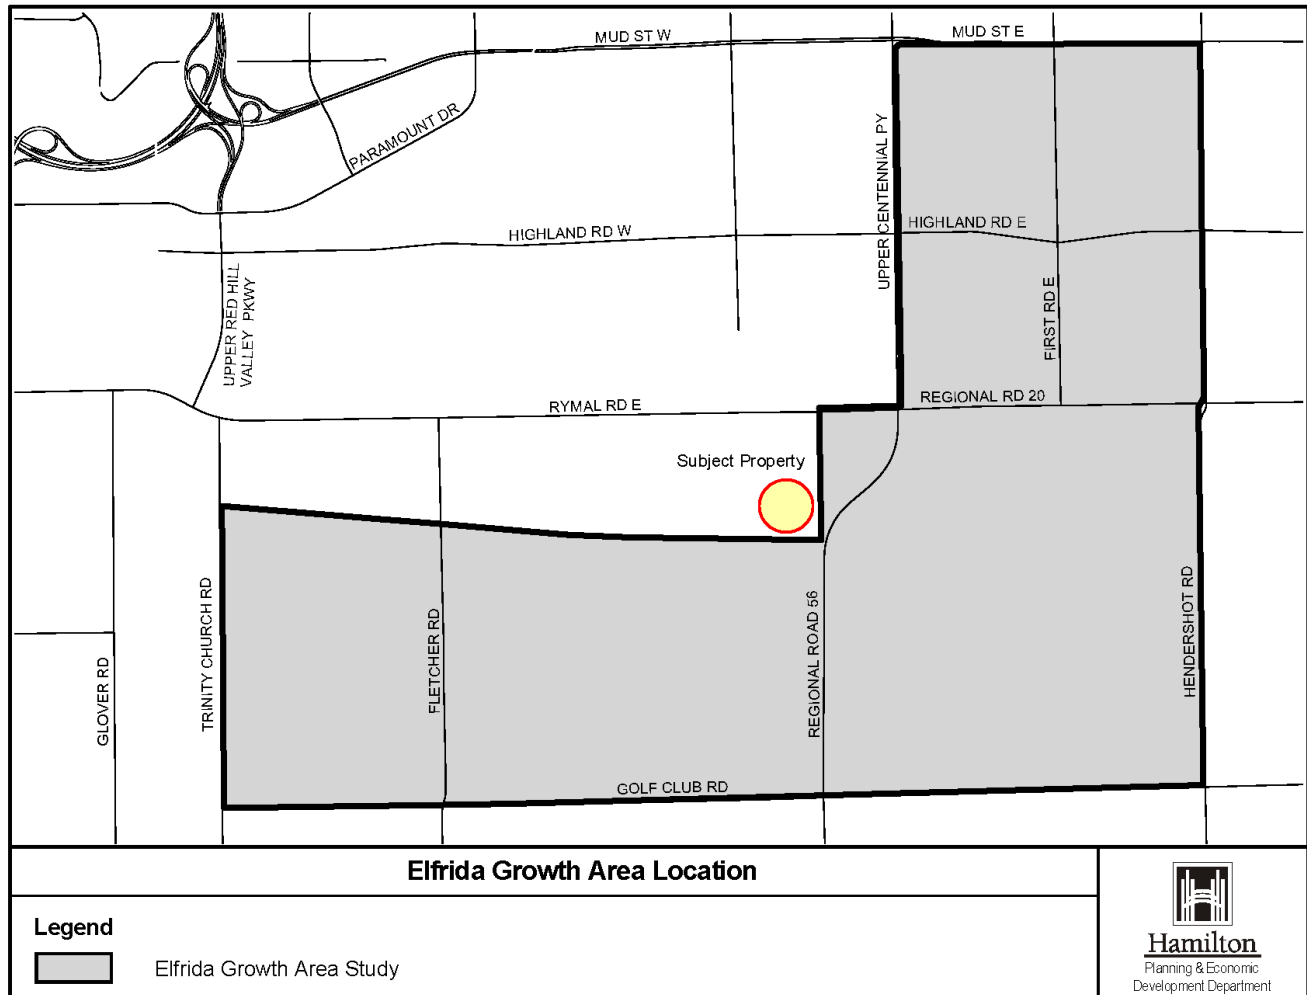 MUD ST W
MUD ST E
PARAMOUNT DR
UPPER CENTENNIAL PY
HIGHLAND RD W
HIGHLAND RD E
UPPER RED HILL
VALLEY PKWY
FIRST RD E
RYMAL RD E
REGIONAL RD 20
Subject Property
GLOVER RD
TRINITY CHURCH RD
FLETCHER RD
REGIONAL ROAD 56
HENDERSHOT RD
GOLF CLUB RD
Elfrida Growth Area Location
Legend
Elfrida Growth Area Study
Hamilton
Planning & Economic
Development Department